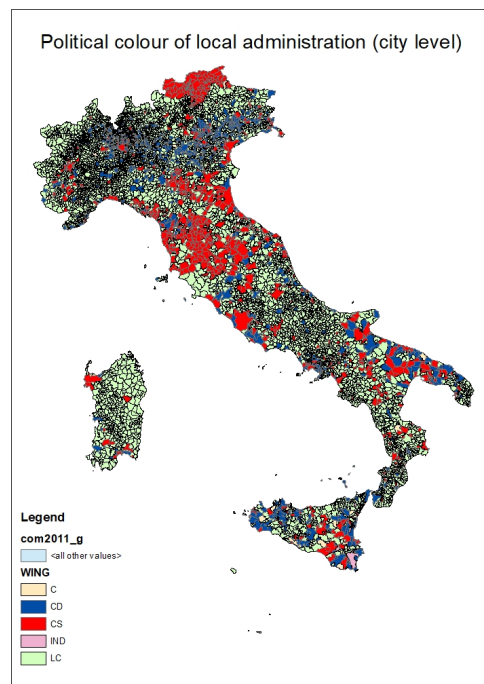 Political colour of local administration (city level)
Legend
com2011_g
<all other values>
WING
C
CD
CS
IND
LC